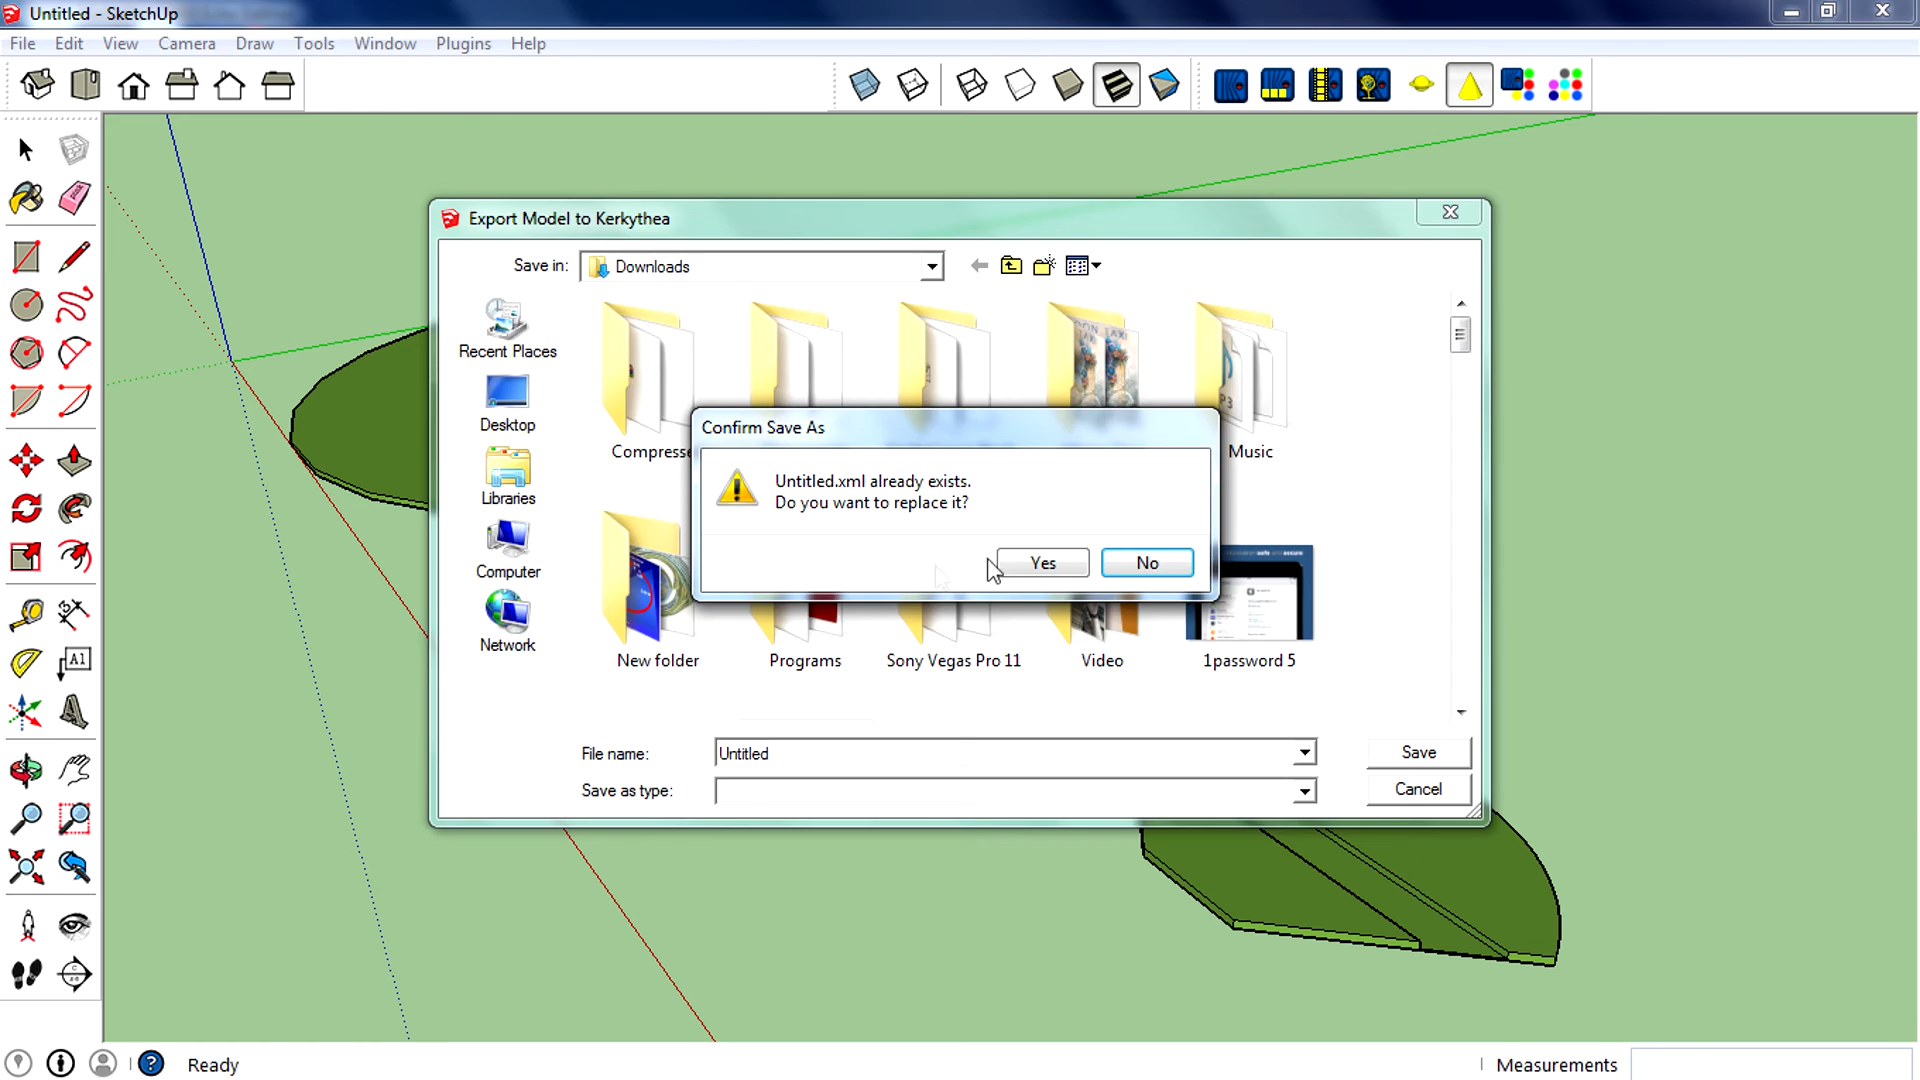 Untitled - SketchUp
File Edit View Camera Draw Tools Window Plugins Help
Export Model to Kerkythea
Save in: Downloads
Recent Places
Desktop
Libraries
Computer
Network
Music
Confirm Save As
Untitled.xml already exists.
Do you want to replace it?
Yes No
New folder Programs Sony Vegas Pro 11 Video 1password 5
File name: Untitled Save
Save as type: Cancel
A1
Ready Measurements